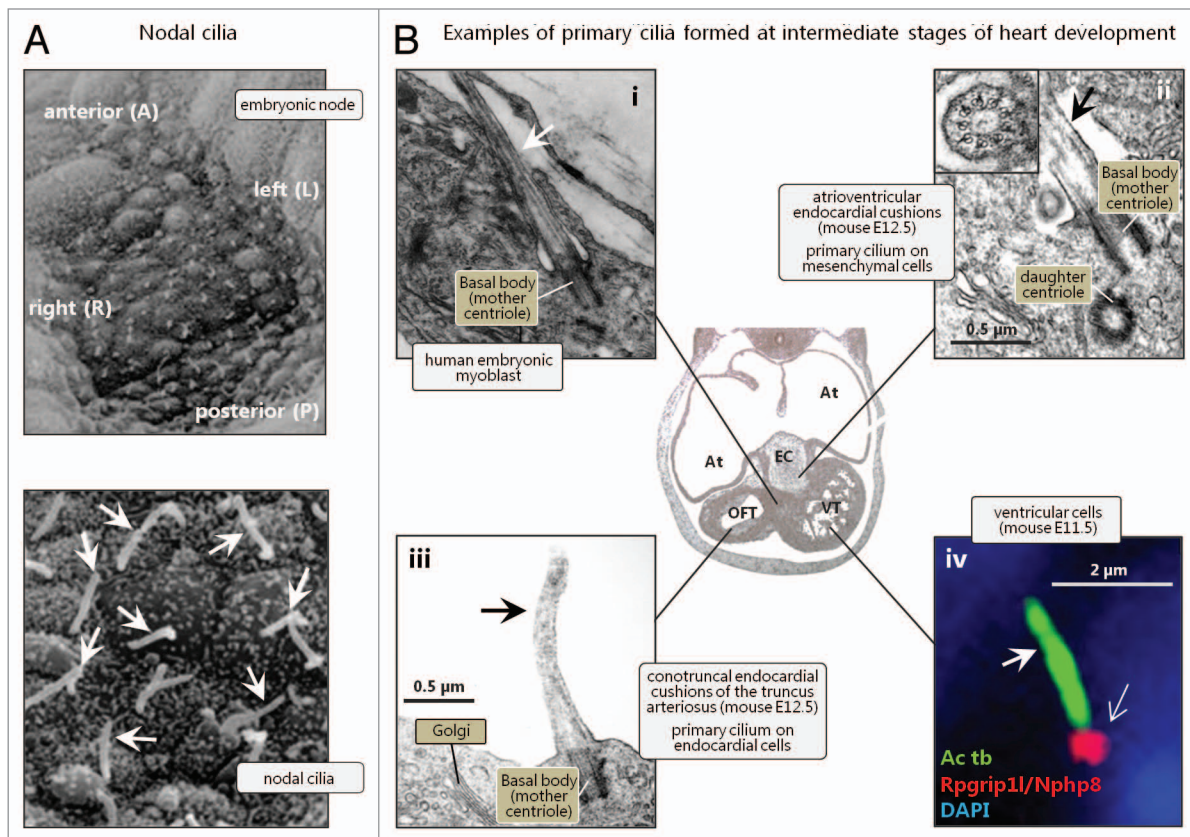 A
Nodal cilia
anterior (A)
embryonic node
left (L)
right (R)
posterior (P)
nodal cilia
B
Examples of primary cilia formed at intermediate stages of heart development
i
Basal body
(mother
centriole)
human embryonic
myoblast
ii
Basal body
(mother
centriole)
atrioventricular
endocardial cushions
(mouse E12.5)
primary cilium on
mesenchymal cells
daughter
centriole
0.5 µm
At
At
EC
OFT
VT
iii
0.5 µm
Golgi
Basal body
(mother
centriole)
conotruncal endocardial
cushions of the truncus
arteriosus (mouse E12.5)
primary cilium on
endocardial cells
ventricular cells
(mouse E11.5)
iv
2 µm
Ac tb
Rpgrip1l/Nphp8
DAPI